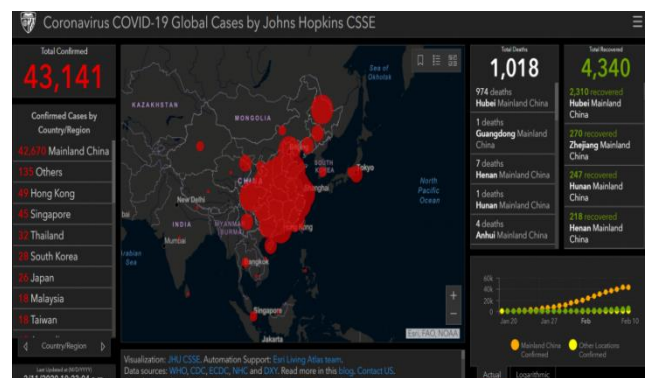 Coronavirus COVID-19 Global Cases by Johns Hopkins CSSE
Total Confirmed
43,141
Confirmed Cases by
Country/Region
42,670 Mainland China
135 Others
49 Hong Kong
45 Singapore
32 Thailand
28 South Korea
26 Japan
18 Malaysia
18 Taiwan
Country/Region
Last Updated at (M/D/YYYY)
Sea of
Okhotsk
KAZAKHSTAN
MONGOLIA
SOUTH
KOREA
Tokyo
CHINA
Shanghai
North
Pacific
Ocean
New Delhi
INDIA
MYANMAR
(BURMA)
Hong Kong
Mumbai
Arabian
Sea
Bangkok
Singapore
Jakarta
+
−
Esri, FAO, NOAA
Visualization: JHU CSSE. Automation Support: Esri Living Atlas team.
Data sources: WHO, CDC, ECDC, NHC and DXY. Read more in this blog. Contact US.
Total Deaths
1,018
974 deaths
Hubei Mainland
China
1 deaths
Guangdong Mainland
China
7 deaths
Henan Mainland
China
1 deaths
Hunan Mainland
China
4 deaths
Anhui Mainland
China
Total Recovered
4,340
2,310 recovered
Hubei Mainland
China
270 recovered
Zhejiang Mainland
China
247 recovered
Hunan Mainland
China
218 recovered
Henan Mainland
China
60k
40k
20k
0
Jan 20
Jan 27
Feb
Feb 10
Mainland China
Confirmed
Other Locations
Confirmed
Actual
Logarithmic